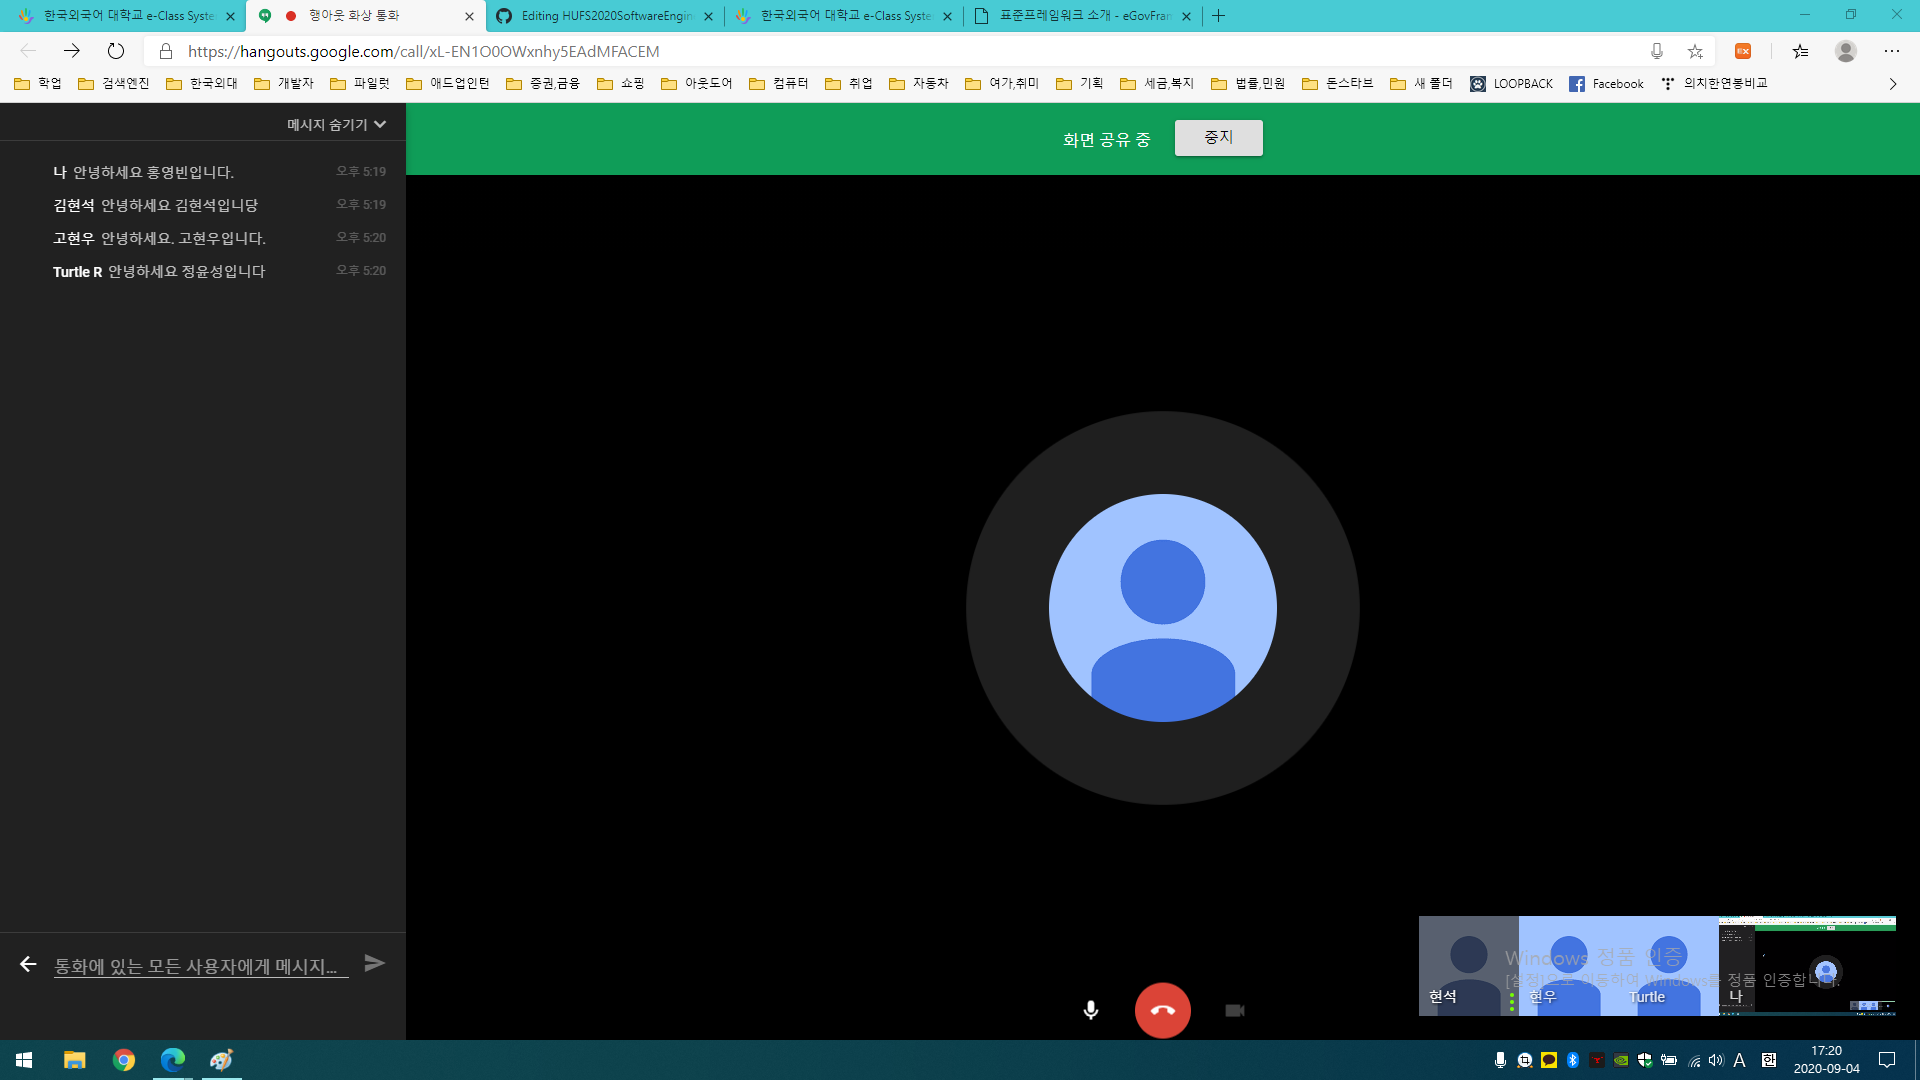 한국외국어 대학교 e-Class Syste
행아웃 화상 통화
Editing HUFS2020SoftwareEngin
한국외국어 대학교 e-Class Syste
표준프레임워크 소개 - eGovFran
https://hangouts.google.com/call/xL-EN1O0OWxnhy5EAdMFACEM
학업 검색엔진 한국외대 개발자 파일럿 애드업인턴 증권,금융 쇼핑 아웃도어 컴퓨터 취업 자동차 여가,취미 기획 세금,복지 법률,민원 돈스타브 새 폴더 LOOPBACK Facebook 의치한연봉비교
메시지 숨기기
화면 공유 중 중지
나 안녕하세요 홍영빈입니다. 오후 5:19
김현석 안녕하세요 김현석입니당 오후 5:19
고현우 안녕하세요. 고현우입니다. 오후 5:20
Turtle R 안녕하세요 정윤성입니다 오후 5:20
통화에 있는 모든 사용자에게 메시지...
Windows 정품 인증
[설정]으로 이동하여 Windows를 정품 인증합니다.
현석 현우 Turtle 나
A 한
17:20
2020-09-04